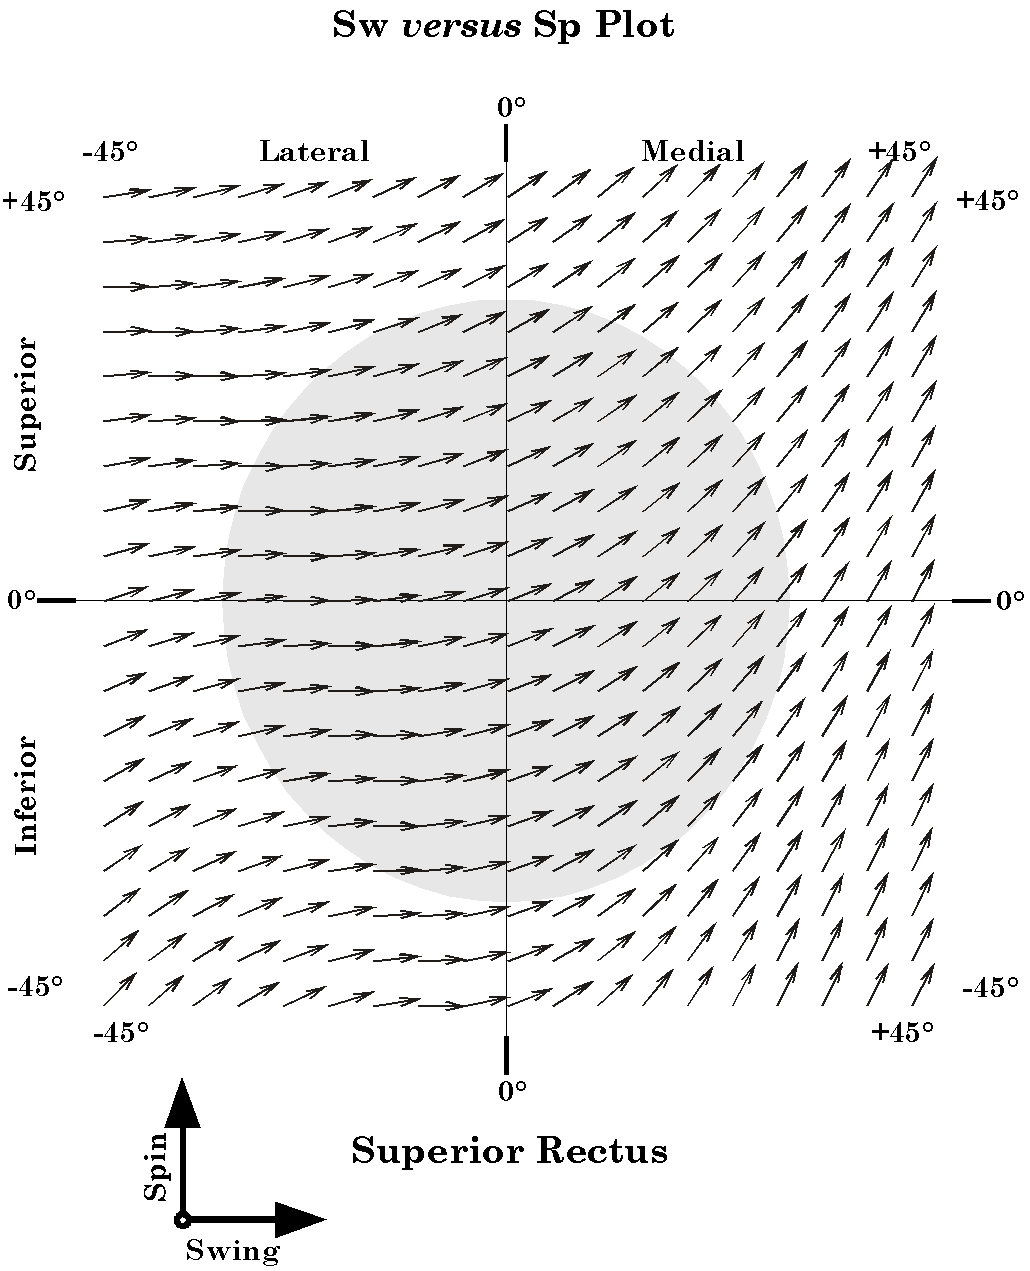 Sw versus Sp Plot
0°
-45° Lateral Medial +45°
+45° +45°
Superior
0° 0°
Inferior
-45° -45°
-45° +45°
0°
Superior Rectus
Spin
Swing